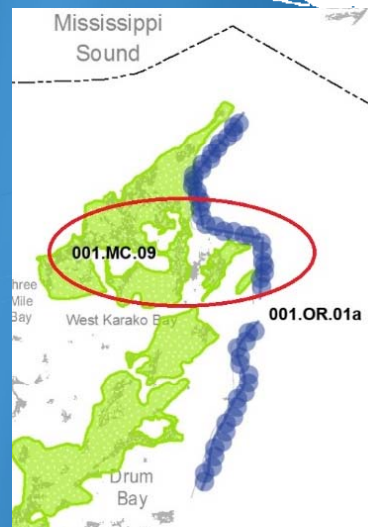 Mississippi
Sound
001.MC.09
hree
Mile
Bay
West Karako Bay
001.OR.01a
Drum
Bay